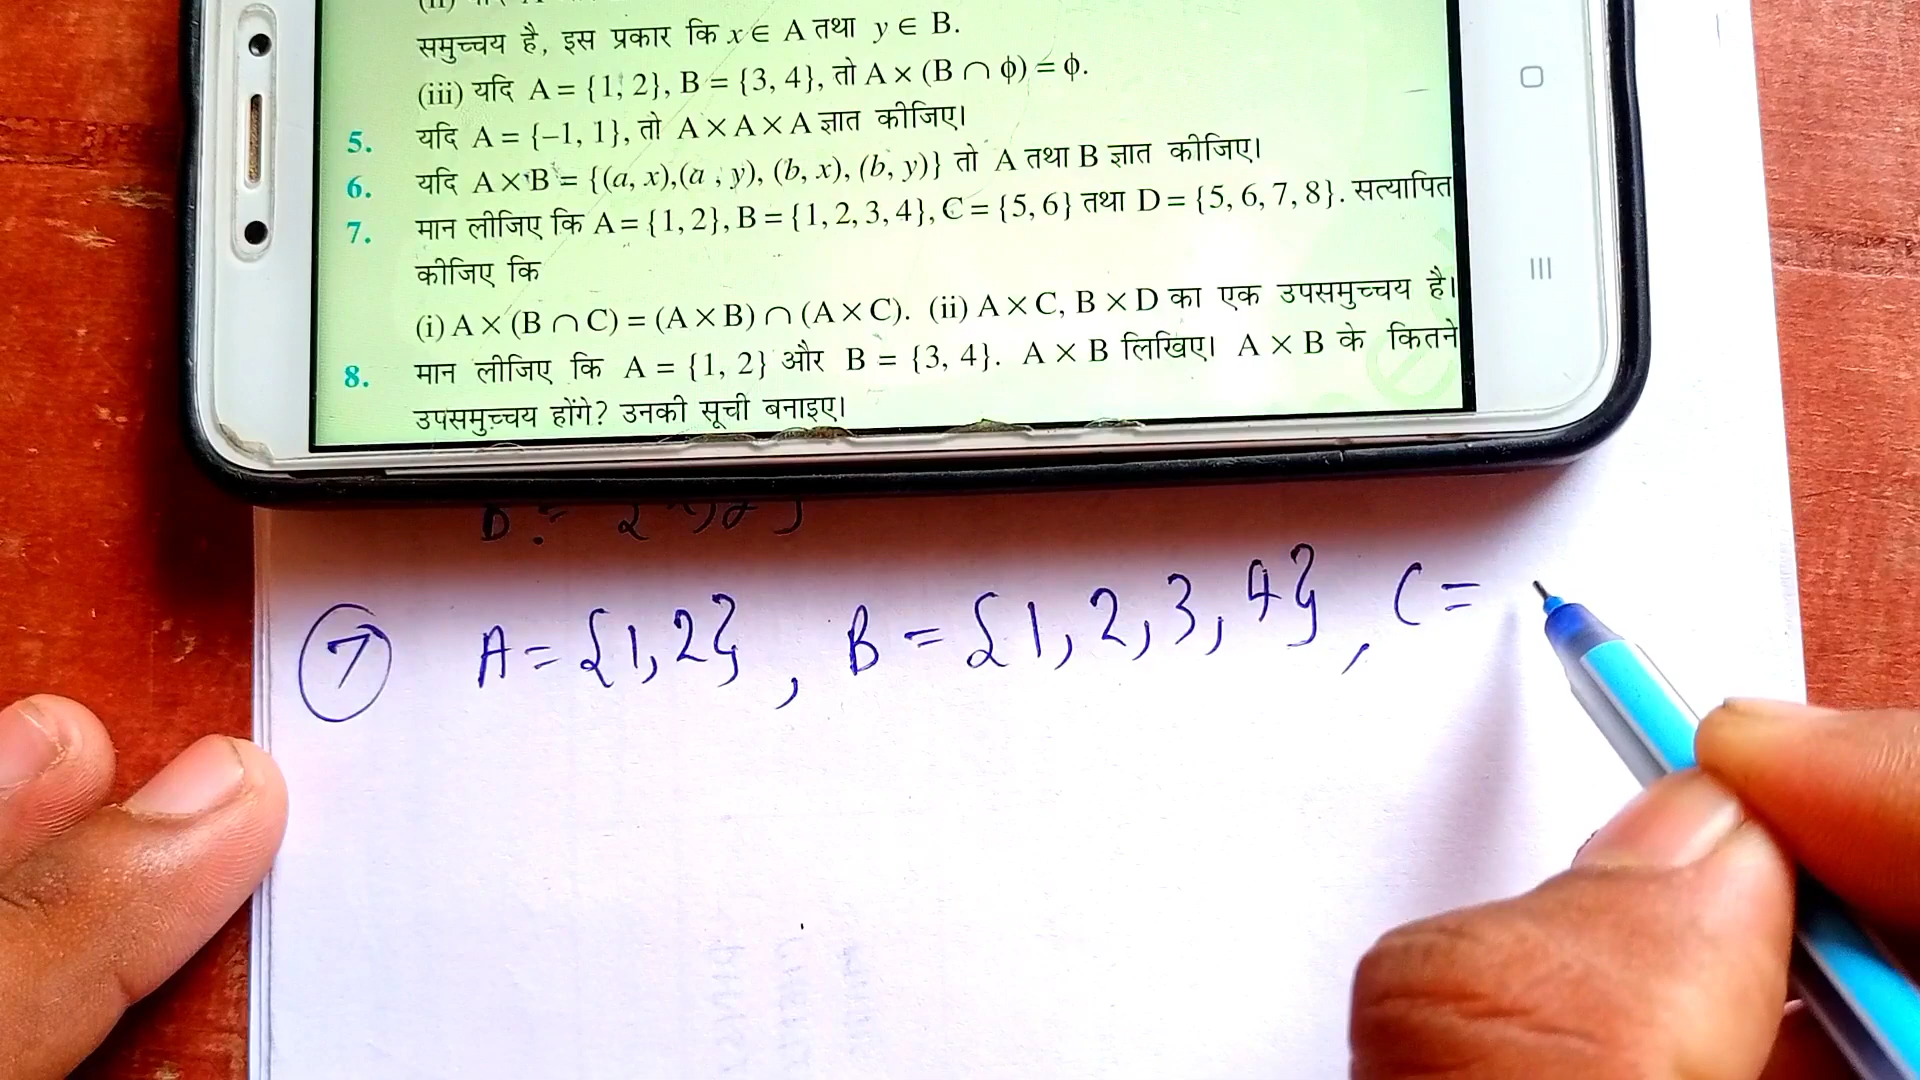 समुच्चय है, इस प्रकार कि x ∈ A तथा y ∈ B.
(iii) यदि A = {1, 2}, B = {3, 4}, तो A × (B ∩ ϕ) = ϕ.
5. यदि A = {–1, 1}, तो A × A × A ज्ञात कीजिए।
6. यदि A × B = {(a, x),(a , y), (b, x), (b, y)} तो A तथा B ज्ञात कीजिए।
7. मान लीजिए कि A = {1, 2}, B = {1, 2, 3, 4}, C = {5, 6} तथा D = {5, 6, 7, 8}. सत्यापित
कीजिए कि
(i) A × (B ∩ C) = (A × B) ∩ (A × C). (ii) A × C, B × D का एक उपसमुच्चय है।
8. मान लीजिए कि A = {1, 2} और B = {3, 4}. A × B लिखिए। A × B के कितने
उपसमुच्चय होंगे? उनकी सूची बनाइए।
7 A = {1, 2}, B = {1, 2, 3, 4}, C =